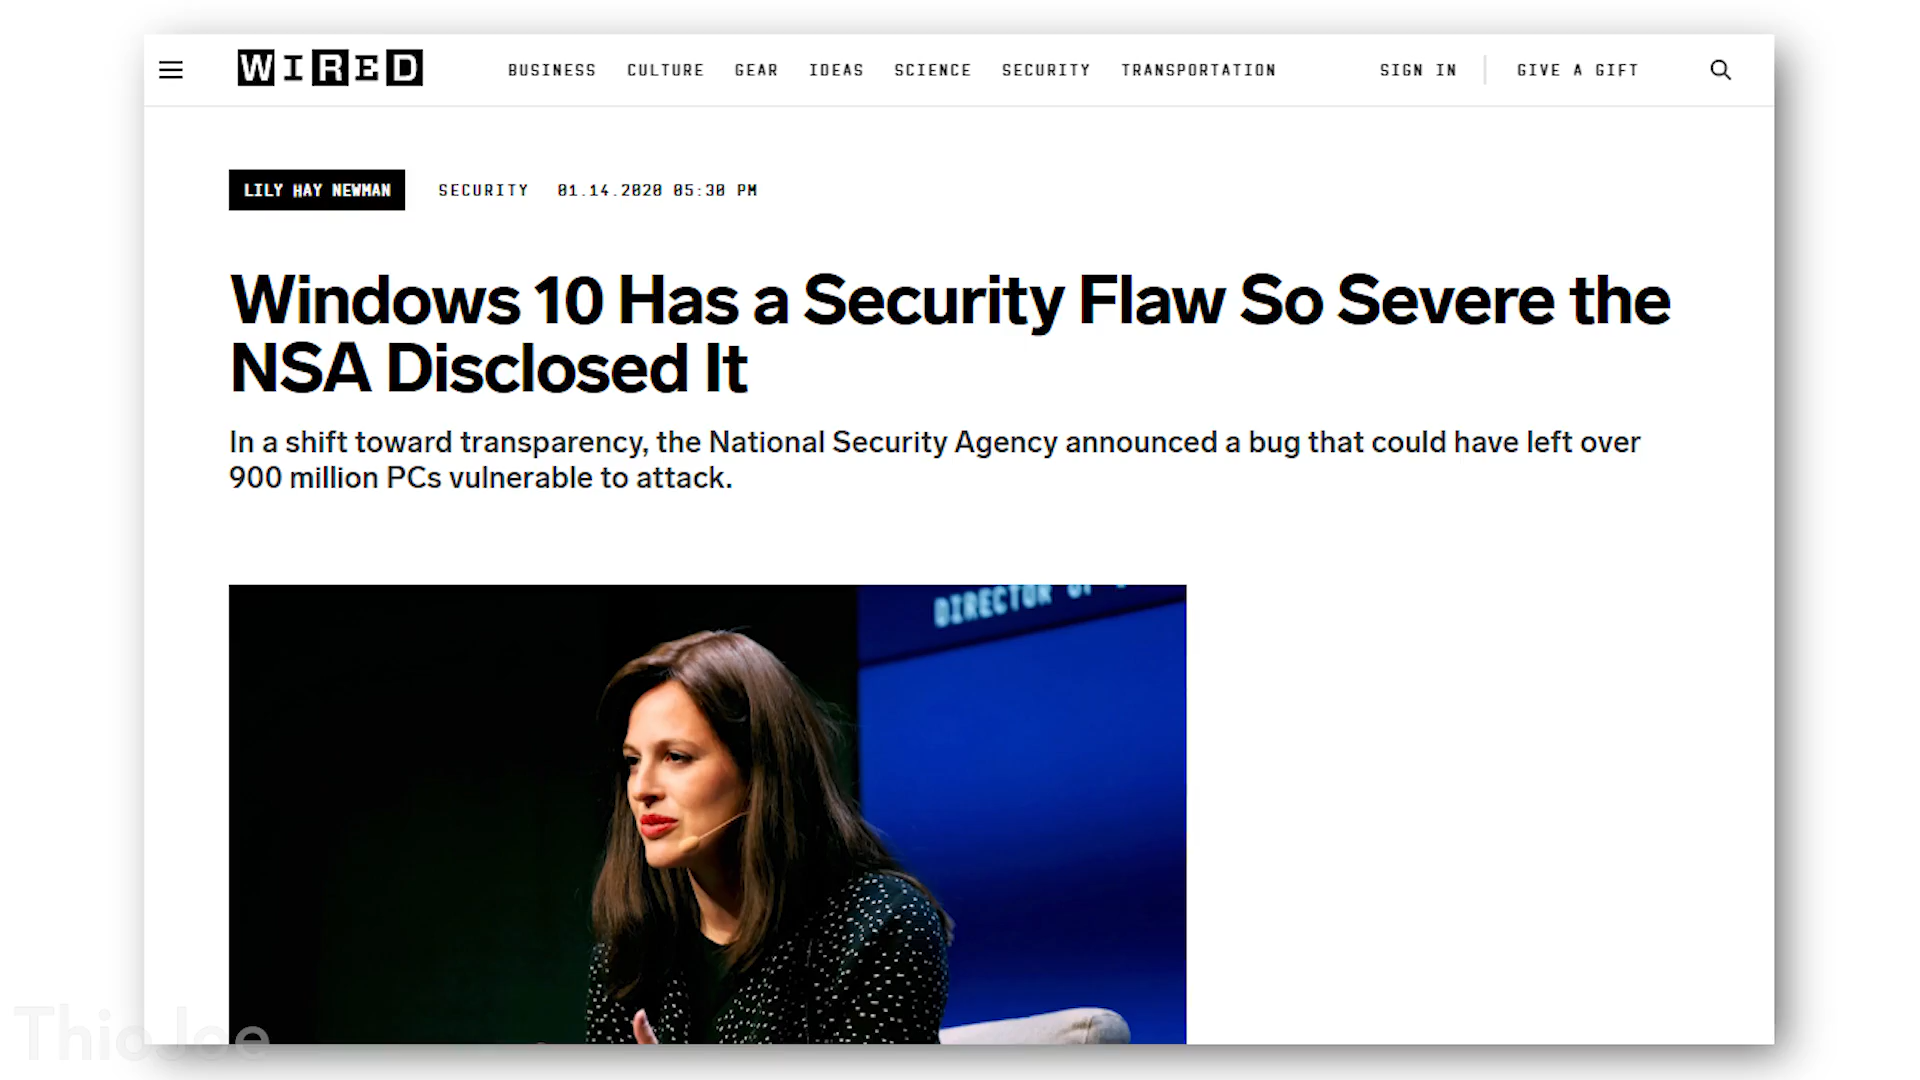 WIRED
BUSINESS CULTURE GEAR IDEAS SCIENCE SECURITY TRANSPORTATION SIGN IN GIVE A GIFT
LILY HAY NEWMAN SECURITY 01.14.2020 05:30 PM
Windows 10 Has a Security Flaw So Severe the
NSA Disclosed It
In a shift toward transparency, the National Security Agency announced a bug that could have left over
900 million PCs vulnerable to attack.
DIRECTOR OF
ThioJoe